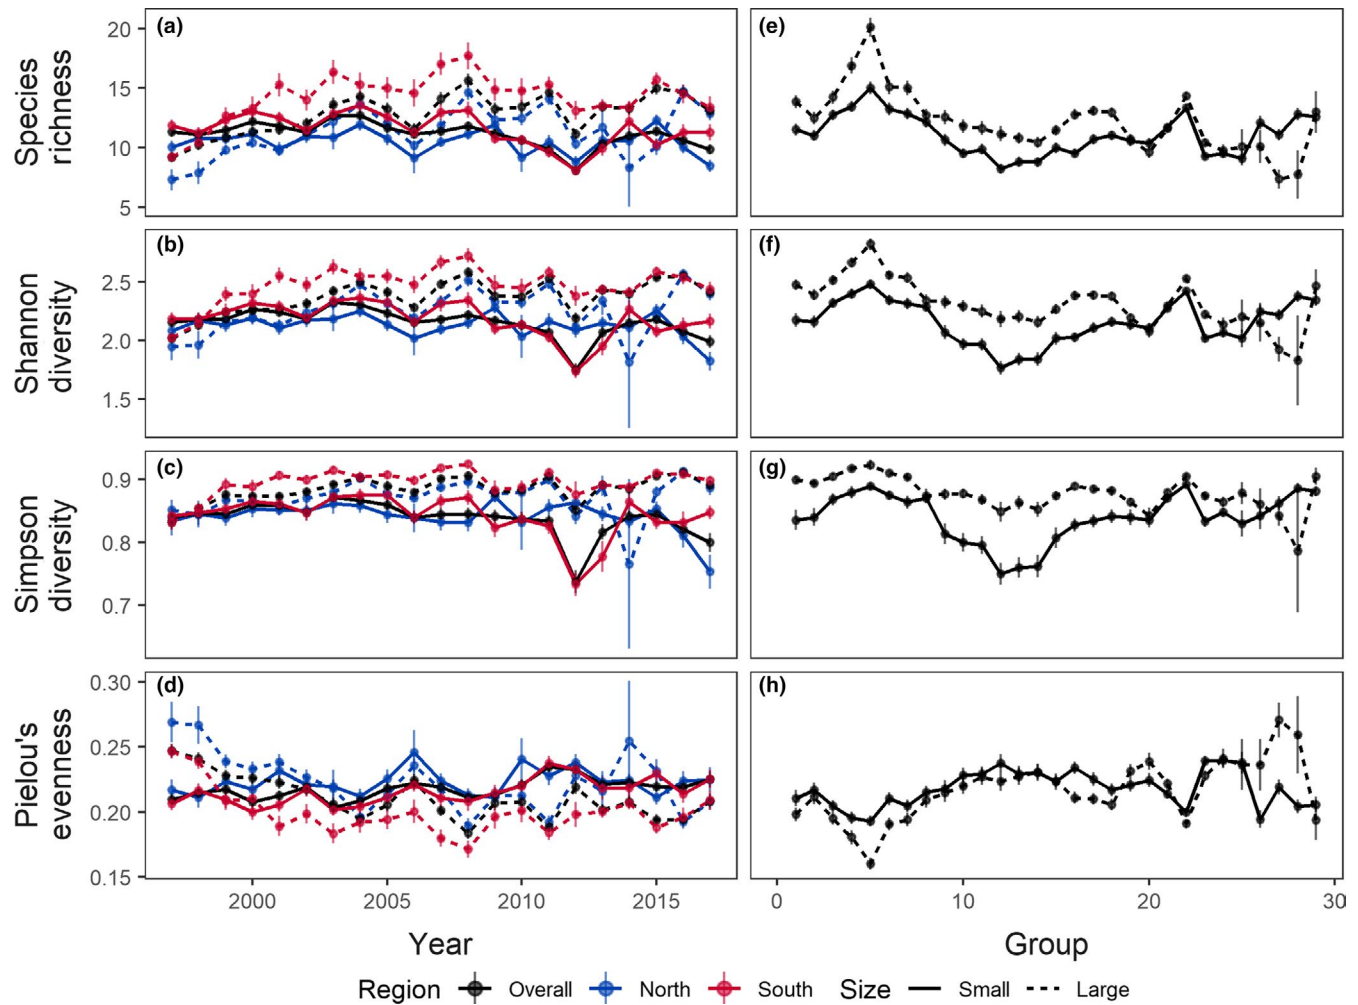 (a)
(e)
Species
richness
20
15
10
5
(b)
(f)
Shannon
diversity
2.5
2.0
1.5
(c)
(g)
Simpson
diversity
0.9
0.8
0.7
(d)
(h)
Pielou's
evenness
0.30
0.25
0.20
0.15
2000 2005 2010 2015
0 10 20 30
Year
Group
Region Overall North South Size Small Large